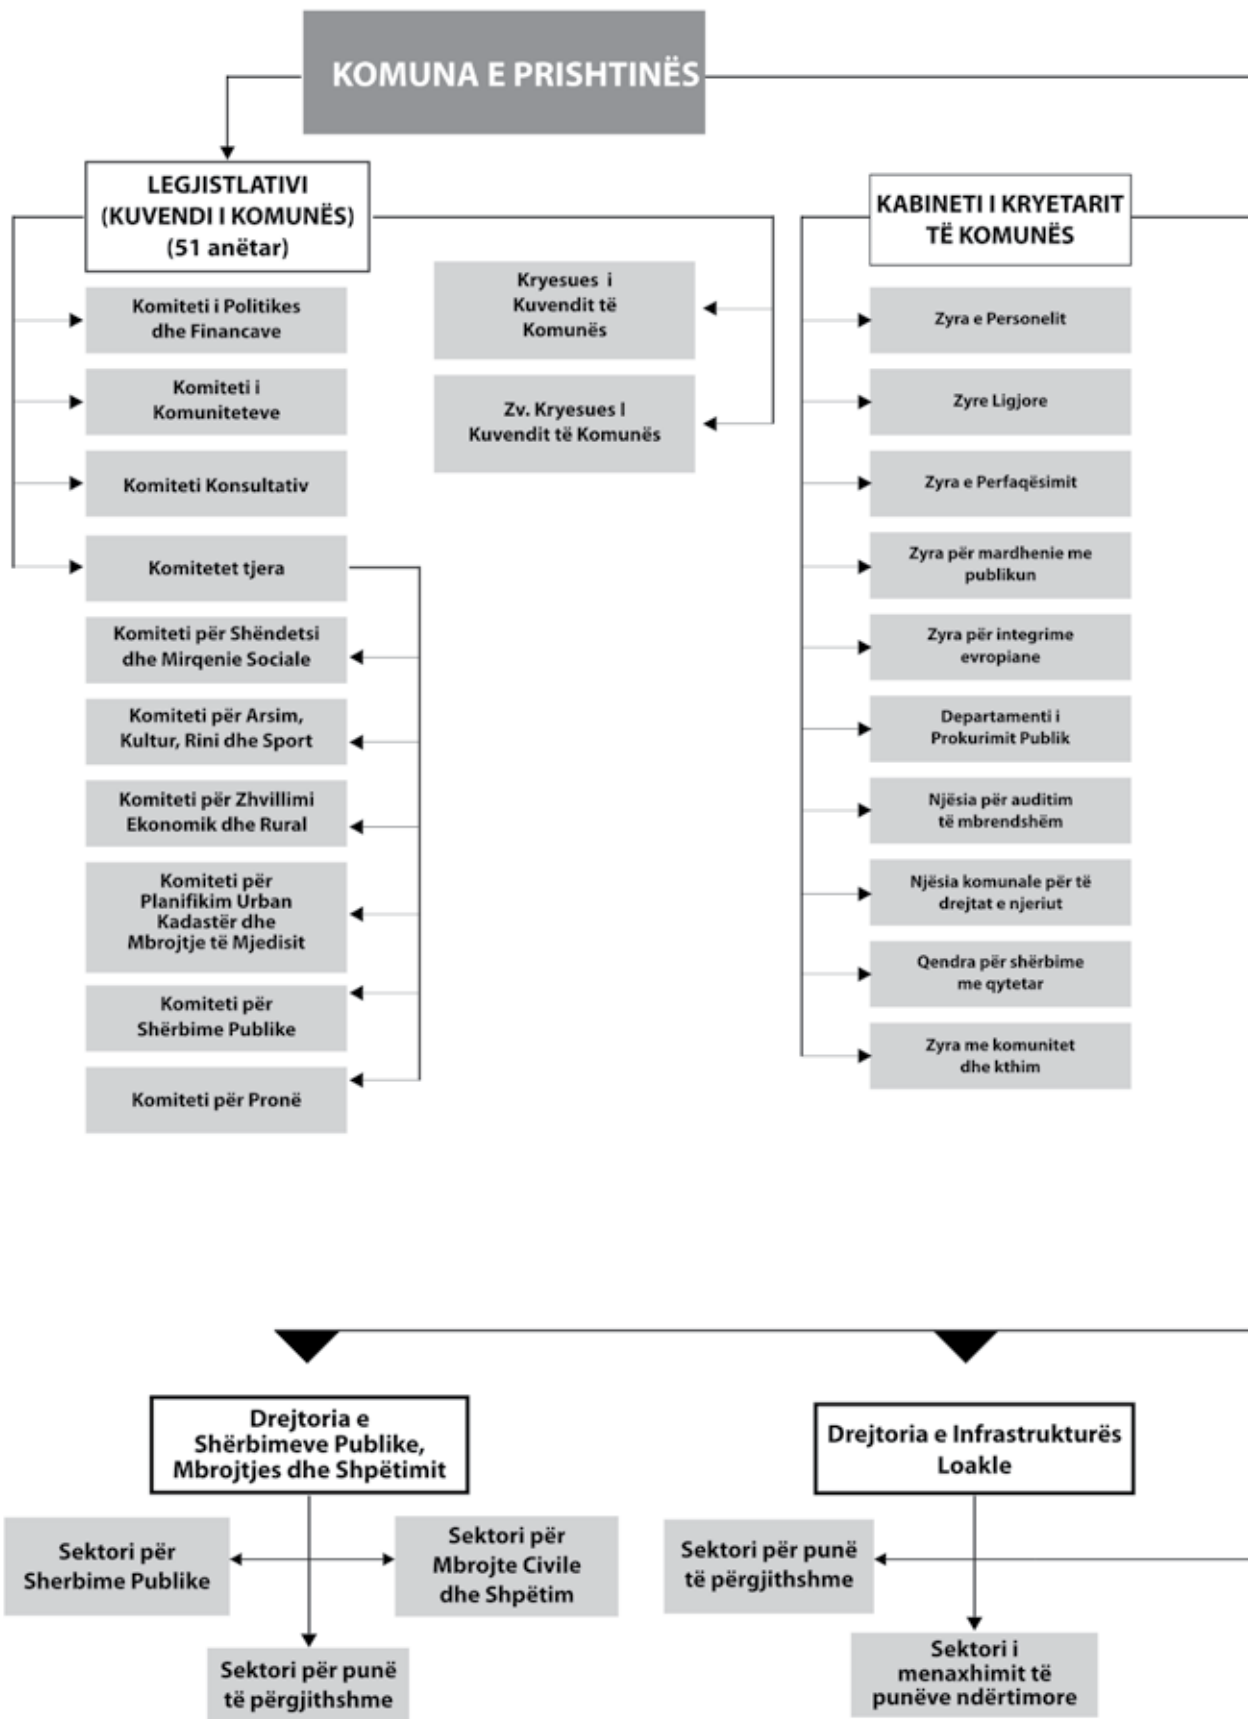 KOMUNA E PRISHTINËS
LEGJISTLATIVI
(KUVENDI I KOMUNËS)
(51 anëtar)
Komiteti i Politikes
dhe Financave
Komiteti i
Komuniteteve
Komiteti Konsultativ
Komitetet tjera
Komiteti për Shëndetsi
dhe Mirqenie Sociale
Komiteti për Arsim,
Kultur, Rini dhe Sport
Komiteti për Zhvillimi
Ekonomik dhe Rural
Komiteti për
Planifikim Urban
Kadastër dhe
Mbrojtje të Mjedisit
Komiteti për
Shërbime Publike
Komiteti për Pronë
Kryesues i
Kuvendit të
Komunës
Zv. Kryesues I
Kuvendit të Komunës
KABINETI I KRYETARIT
TË KOMUNËS
Zyra e Personelit
Zyre Ligjore
Zyra e Perfaqësimit
Zyra për mardhenie me
publikun
Zyra për integrime
evropiane
Departamenti i
Prokurimit Publik
Njësia për auditim
të mbrendshëm
Njësia komunale për të
drejtat e njeriut
Qendra për shërbime
me qytetar
Zyra me komunitet
dhe kthim
Drejtoria e
Shërbimeve Publike,
Mbrojtjes dhe Shpëtimit
Sektori për
Sherbime Publike
Sektori për
Mbrojte Civile
dhe Shpëtim
Sektori për punë
të përgjithshme
Drejtoria e Infrastrukturës
Loakle
Sektori për punë
të përgjithshme
Sektori i
menaxhimit të
punëve ndërtimore